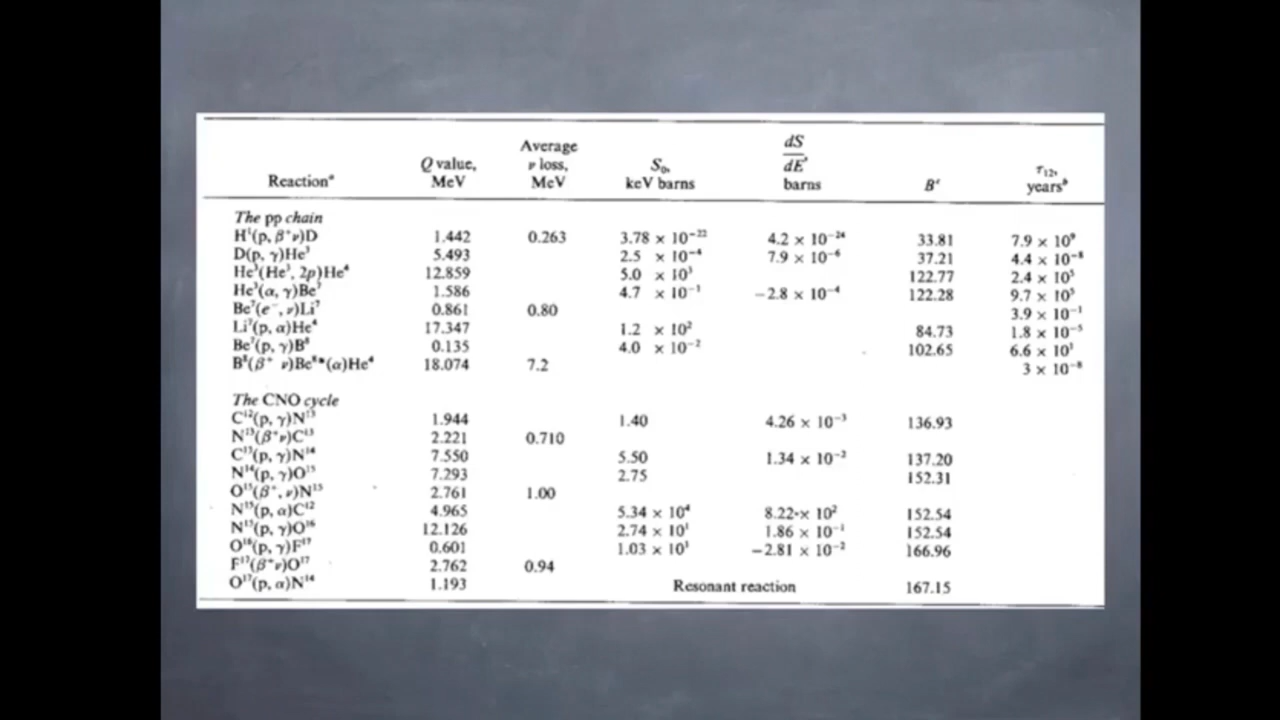 Reaction^a Q value, MeV Average ν loss, MeV S₀, keV barns dS/dE, barns B^c τ₁₂, years^b
The pp chain
H¹(p, β⁺ν)D 1.442 0.263 3.78 × 10⁻²² 4.2 × 10⁻²⁴ 33.81 7.9 × 10⁹
D(p, γ)He³ 5.493 2.5 × 10⁻⁴ 7.9 × 10⁻⁶ 37.21 4.4 × 10⁻⁸
He³(He³, 2p)He⁴ 12.859 5.0 × 10³ 122.77 2.4 × 10⁵
He³(α, γ)Be⁷ 1.586 4.7 × 10⁻¹ −2.8 × 10⁻⁴ 122.28 9.7 × 10⁵
Be⁷(e⁻, ν)Li⁷ 0.861 0.80 3.9 × 10⁻¹
Li⁷(p, α)He⁴ 17.347 1.2 × 10² 84.73 1.8 × 10⁻⁵
Be⁷(p, γ)B⁸ 0.135 4.0 × 10⁻² 102.65 6.6 × 10¹
B⁸(β⁺ ν)Be⁸*(α)He⁴ 18.074 7.2 3 × 10⁻⁸
The CNO cycle
C¹²(p, γ)N¹³ 1.944 1.40 4.26 × 10⁻³ 136.93
N¹³(β⁺ν)C¹³ 2.221 0.710
C¹³(p, γ)N¹⁴ 7.550 5.50 1.34 × 10⁻² 137.20
N¹⁴(p, γ)O¹⁵ 7.293 2.75 152.31
O¹⁵(β⁺, ν)N¹⁵ 2.761 1.00
N¹⁵(p, α)C¹² 4.965 5.34 × 10⁴ 8.22 × 10² 152.54
N¹⁵(p, γ)O¹⁶ 12.126 2.74 × 10¹ 1.86 × 10⁻¹ 152.54
O¹⁶(p, γ)F¹⁷ 0.601 1.03 × 10¹ −2.81 × 10⁻² 166.96
F¹⁷(β⁺ν)O¹⁷ 2.762 0.94
O¹⁷(p, α)N¹⁴ 1.193 Resonant reaction 167.15